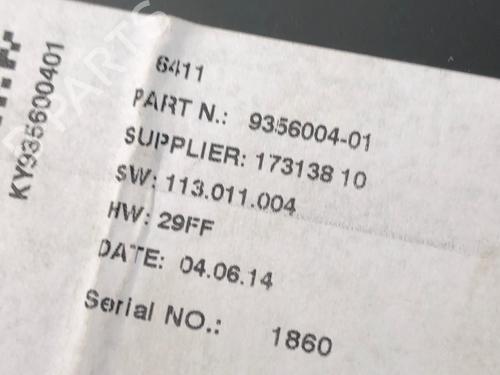 6411
PART N.: 9356004-01
SUPPLIER: 173138 10
SW: 113.011.004
HW: 29FF
DATE: 04.06.14
Serial NO.: 1860
KY935600401